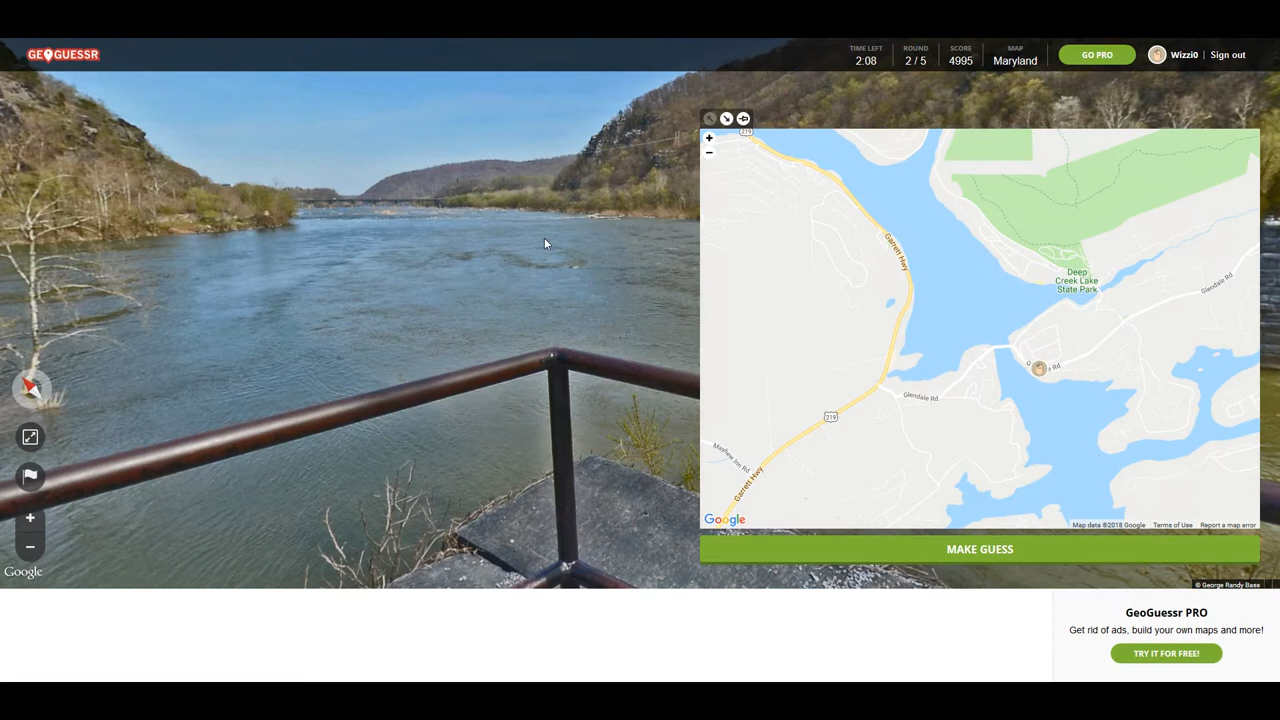 GEOGUESSR
TIME LEFT
2:08
ROUND
2 / 5
SCORE
4995
MAP
Maryland
GO PRO
Wizzi0
Sign out
219
Garrett Hwy
Deep
Creek Lake
State Park
Glendale Rd
Glendale Rd
219
Mayhew Inn Rd
Garrett Hwy
Google
Map data ©2018 Google
Terms of Use
Report a map error
MAKE GUESS
Google
© George Randy Bass
GeoGuessr PRO
Get rid of ads, build your own maps and more!
TRY IT FOR FREE!